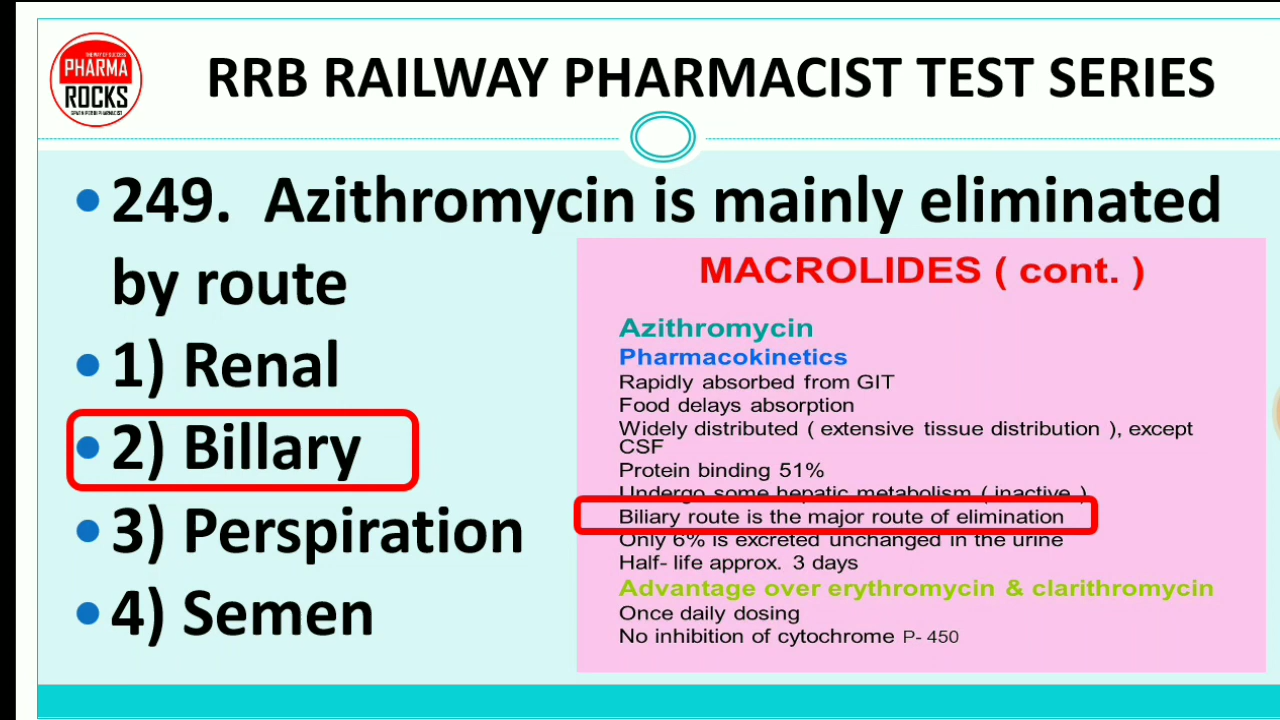 THE WAY OF SUCCESS
PHARMA
ROCKS
RRB RAILWAY PHARMACIST TEST SERIES
• 249. Azithromycin is mainly eliminated
by route
• 1) Renal
• 2) Billary
• 3) Perspiration
• 4) Semen
MACROLIDES ( cont. )
Azithromycin
Pharmacokinetics
Rapidly absorbed from GIT
Food delays absorption
Widely distributed ( extensive tissue distribution ), except
CSF
Protein binding 51%
Undergo some hepatic metabolism ( inactive )
Biliary route is the major route of elimination
Only 6% is excreted unchanged in the urine
Half- life approx. 3 days
Advantage over erythromycin & clarithromycin
Once daily dosing
No inhibition of cytochrome P- 450